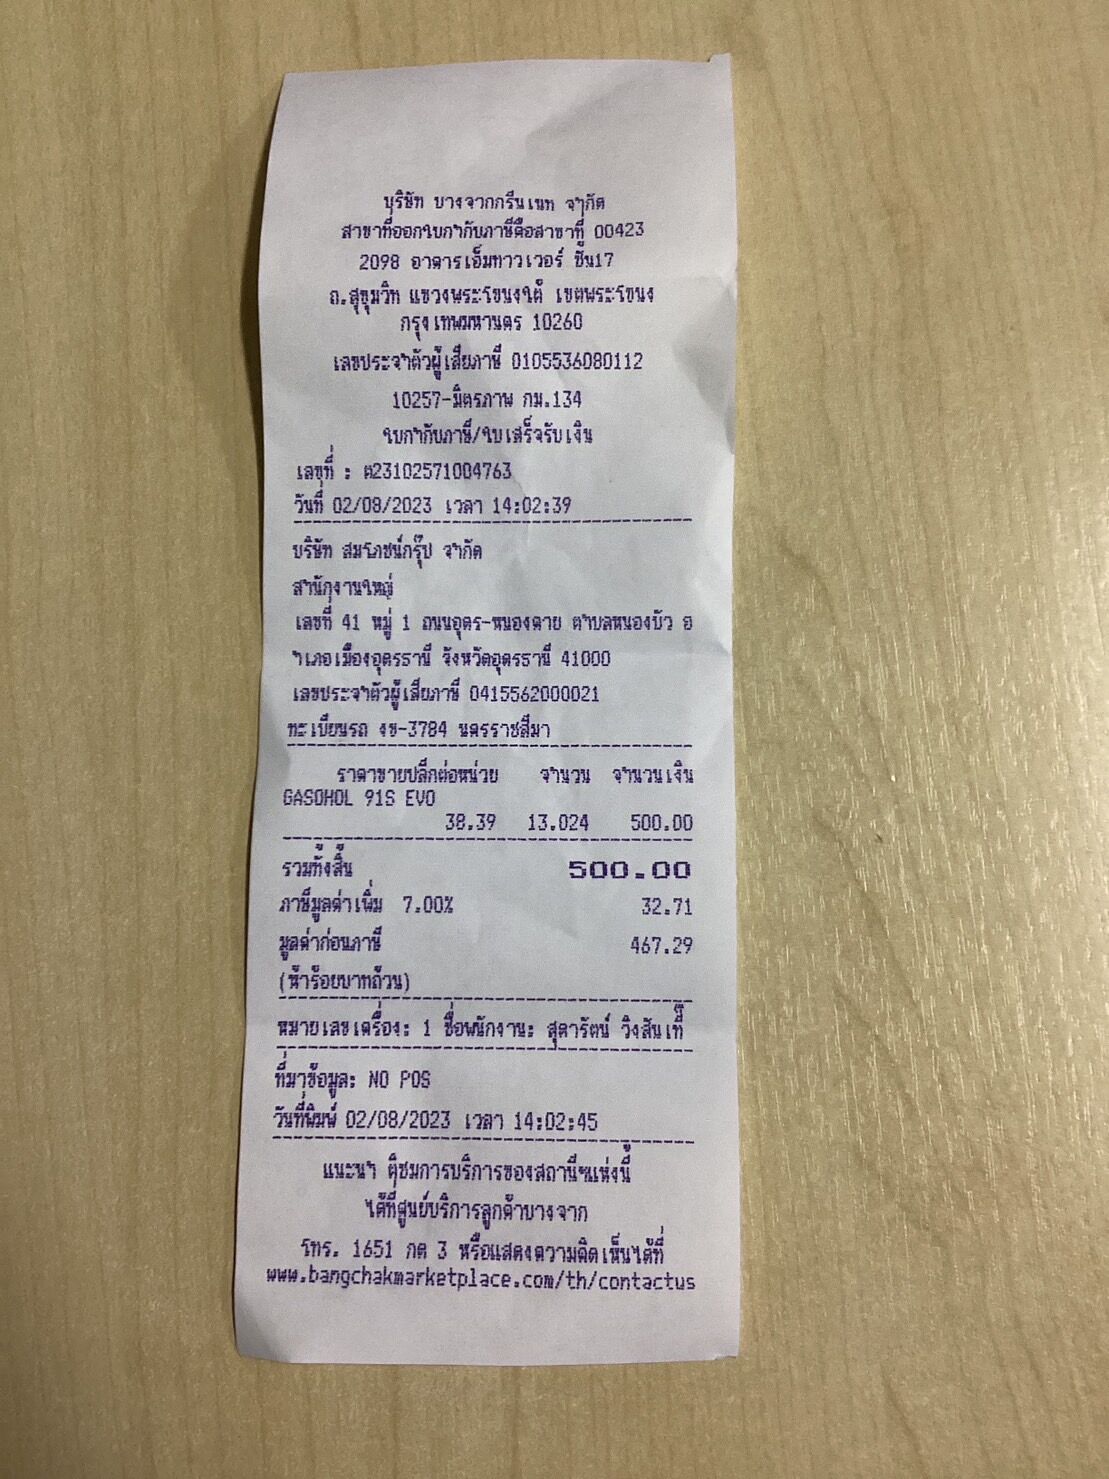 บริษัท บางจากกรีนเนท จำกัด
สาขาที่ออกใบกำกับภาษีคือสาขาที่ 00423
2098 อาคารเอ็มทาวเวอร์ ชั้น17
ถ.สุขุมวิท แขวงพระโขนงใต้ เขตพระโขนง
กรุงเทพมหานคร 10260
เลขประจำตัวผู้เสียภาษี 0105536080112
10257-มิตรภาพ กม.134
ใบกำกับภาษี/ใบเสร็จรับเงิน
เลขที่ : ค23102571004763
วันที่ 02/08/2023 เวลา 14:02:39
บริษัท สมโภชน์กรุ๊ป จำกัด
สำนักงานใหญ่
เลขที่ 41 หมู่ 1 ถนนอุดร-หนองคาย ตำบลหนองบัว อ
ำเภอเมืองอุดรธานี จังหวัดอุดรธานี 41000
เลขประจำตัวผู้เสียภาษี 0415562000021
ทะเบียนรถ งข-3784 นครราชสีมา
ราคาขายปลีกต่อหน่วย จำนวน จำนวนเงิน
GASOHOL 91S EVO
38.39 13.024 500.00
รวมทั้งสิ้น 500.00
ภาษีมูลค่าเพิ่ม 7.00% 32.71
มูลค่าก่อนภาษี 467.29
(ห้าร้อยบาทถ้วน)
หมายเลขเครื่อง: 1 ชื่อพนักงาน: สุดารัตน์ วิงสันเที๊
ที่มาข้อมูล: NO POS
วันที่พิมพ์ 02/08/2023 เวลา 14:02:45
แนะนำ ติชมการบริการของสถานีฯแห่งนี้
ได้ที่ศูนย์บริการลูกค้าบางจาก
โทร. 1651 กด 3 หรือแสดงความคิดเห็นได้ที่
www.bangchakmarketplace.com/th/contactus